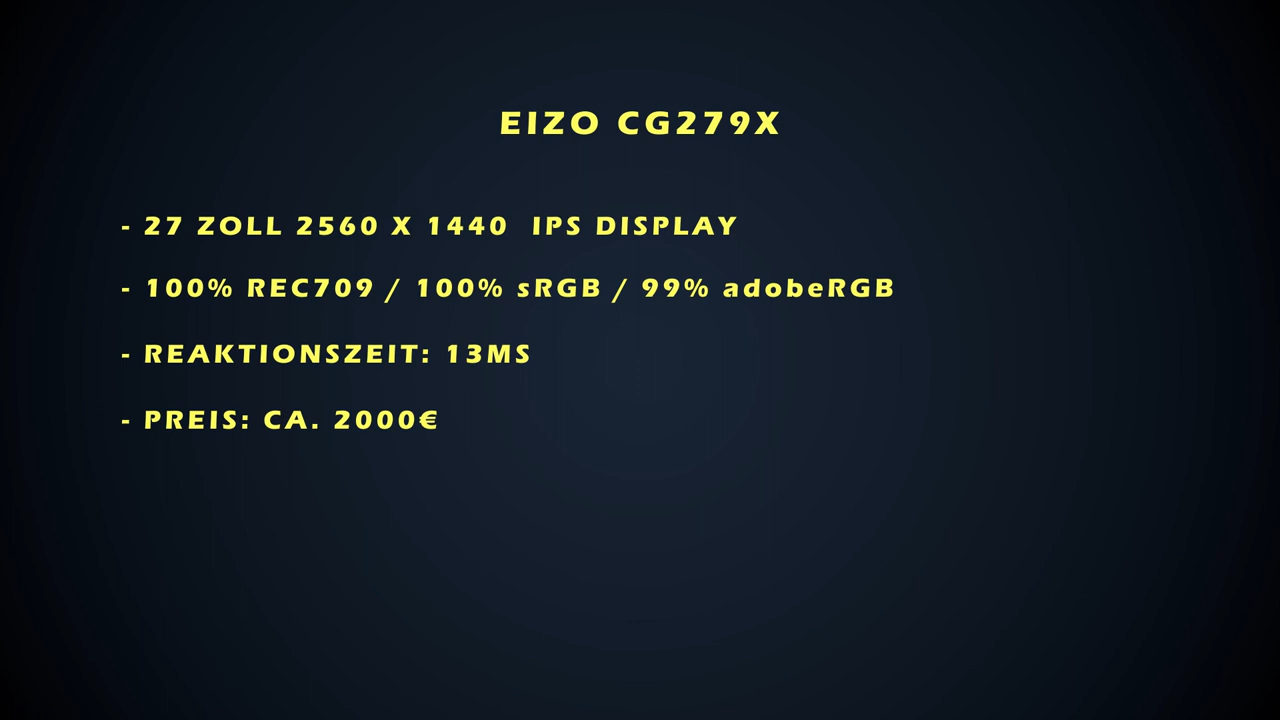 EIZO CG279X
- 27 ZOLL 2560 X 1440 IPS DISPLAY
- 100% REC709 / 100% sRGB / 99% adobeRGB
- REAKTIONSZEIT: 13MS
- PREIS: CA. 2000€